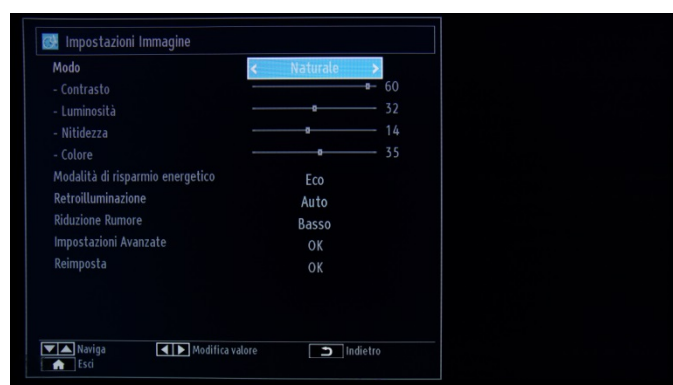 Impostazioni Immagine
Modo Naturale
- Contrasto 60
- Luminosità 32
- Nitidezza 14
- Colore 35
Modalità di risparmio energetico Eco
Retroilluminazione Auto
Riduzione Rumore Basso
Impostazioni Avanzate OK
Reimposta OK
Naviga Modifica valore Indietro
Esci